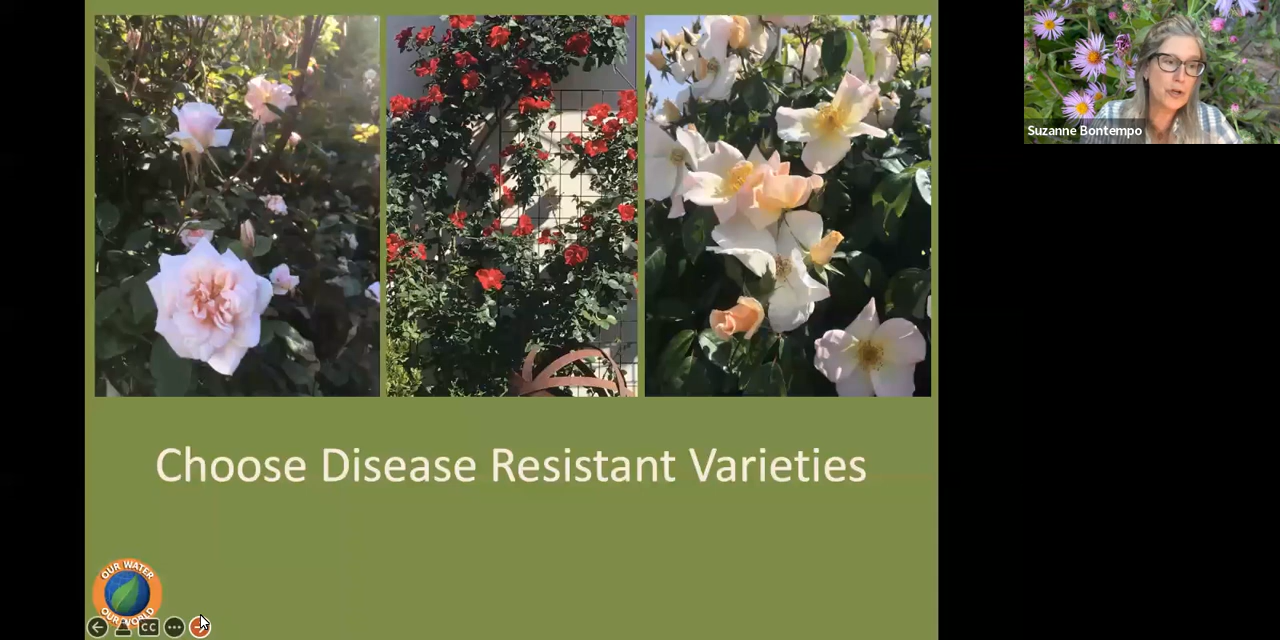 Suzanne Bontempo
Choose Disease Resistant Varieties
OUR WATER
OUR WORLD
CC